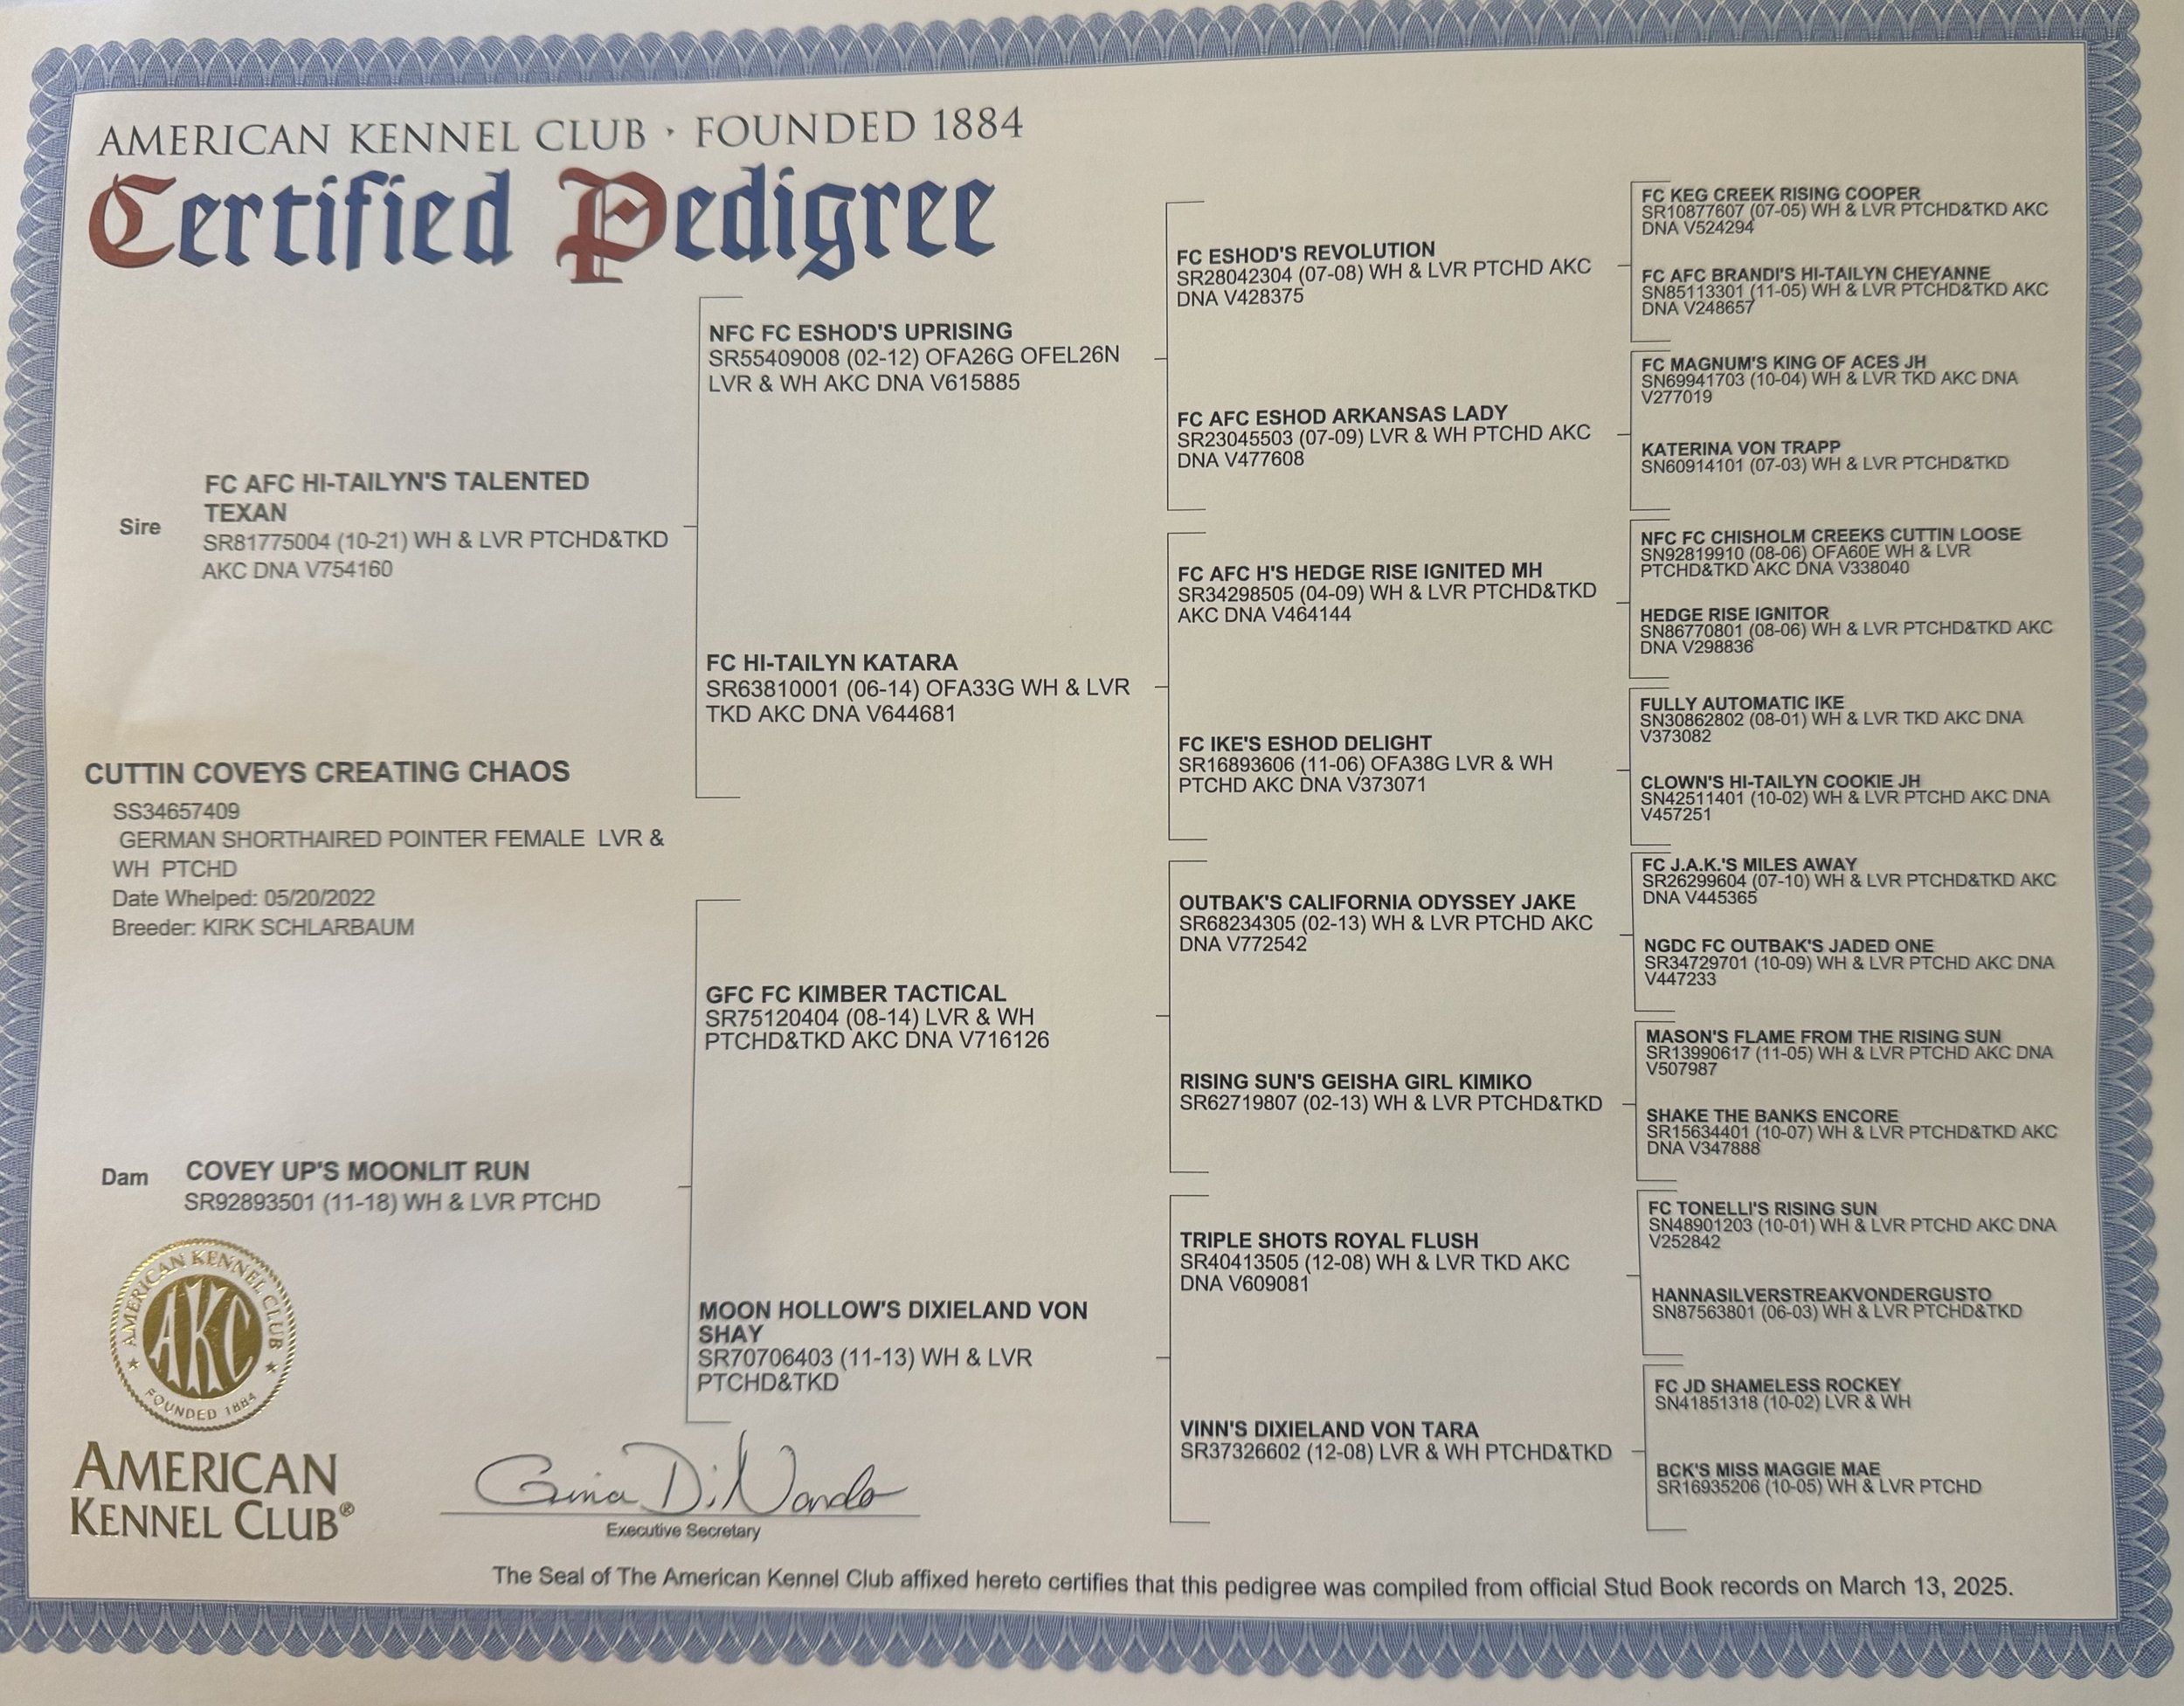 AMERICAN KENNEL CLUB · FOUNDED 1884
Certified Pedigree
Sire
FC AFC HI-TAILYN'S TALENTED
TEXAN
SR81775004 (10-21) WH & LVR PTCHD&TKD
AKC DNA V754160
CUTTIN COVEYS CREATING CHAOS
SS34657409
GERMAN SHORTHAIRED POINTER FEMALE LVR &
WH PTCHD
Date Whelped: 05/20/2022
Breeder: KIRK SCHLARBAUM
Dam
COVEY UP'S MOONLIT RUN
SR92893501 (11-18) WH & LVR PTCHD
NFC FC ESHOD'S UPRISING
SR55409008 (02-12) OFA26G OFEL26N
LVR & WH AKC DNA V615885
FC HI-TAILYN KATARA
SR63810001 (06-14) OFA33G WH & LVR
TKD AKC DNA V644681
GFC FC KIMBER TACTICAL
SR75120404 (08-14) LVR & WH
PTCHD&TKD AKC DNA V716126
MOON HOLLOW'S DIXIELAND VON
SHAY
SR70706403 (11-13) WH & LVR
PTCHD&TKD
FC ESHOD'S REVOLUTION
SR28042304 (07-08) WH & LVR PTCHD AKC
DNA V428375
FC AFC ESHOD ARKANSAS LADY
SR23045503 (07-09) LVR & WH PTCHD AKC
DNA V477608
FC AFC H'S HEDGE RISE IGNITED MH
SR34298505 (04-09) WH & LVR PTCHD&TKD
AKC DNA V464144
FC IKE'S ESHOD DELIGHT
SR16893606 (11-06) OFA38G LVR & WH
PTCHD AKC DNA V373071
OUTBAK'S CALIFORNIA ODYSSEY JAKE
SR68234305 (02-13) WH & LVR PTCHD AKC
DNA V772542
RISING SUN'S GEISHA GIRL KIMIKO
SR62719807 (02-13) WH & LVR PTCHD&TKD
TRIPLE SHOTS ROYAL FLUSH
SR40413505 (12-08) WH & LVR TKD AKC
DNA V609081
VINN'S DIXIELAND VON TARA
SR37326602 (12-08) LVR & WH PTCHD&TKD
FC KEG CREEK RISING COOPER
SR10877607 (07-05) WH & LVR PTCHD&TKD AKC
DNA V524294
FC AFC BRANDI'S HI-TAILYN CHEYANNE
SN85113301 (11-05) WH & LVR PTCHD&TKD AKC
DNA V248657
FC MAGNUM'S KING OF ACES JH
SN69941703 (10-04) WH & LVR TKD AKC DNA
V277019
KATERINA VON TRAPP
SN60914101 (07-03) WH & LVR PTCHD&TKD
NFC FC CHISHOLM CREEKS CUTTIN LOOSE
SN92819910 (08-06) OFA60E WH & LVR
PTCHD&TKD AKC DNA V338040
HEDGE RISE IGNITOR
SN86770801 (08-06) WH & LVR PTCHD&TKD AKC
DNA V298836
FULLY AUTOMATIC IKE
SN30862802 (08-01) WH & LVR TKD AKC DNA
V373082
CLOWN'S HI-TAILYN COOKIE JH
SN42511401 (10-02) WH & LVR PTCHD AKC DNA
V457251
FC J.A.K.'S MILES AWAY
SR26299604 (07-10) WH & LVR PTCHD&TKD AKC
DNA V445365
NGDC FC OUTBAK'S JADED ONE
SR34729701 (10-09) WH & LVR PTCHD AKC DNA
V447233
MASON'S FLAME FROM THE RISING SUN
SR13990617 (11-05) WH & LVR PTCHD AKC DNA
V507987
SHAKE THE BANKS ENCORE
SR15634401 (10-07) WH & LVR PTCHD&TKD AKC
DNA V347888
FC TONELLI'S RISING SUN
SN48901203 (10-01) WH & LVR PTCHD AKC DNA
V252842
HANNASILVERSTREAKVONDERGUSTO
SN87563801 (06-03) WH & LVR PTCHD&TKD
FC JD SHAMELESS ROCKEY
SN41851318 (10-02) LVR & WH
BCK'S MISS MAGGIE MAE
SR16935206 (10-05) WH & LVR PTCHD
AMERICAN KENNEL CLUB
AKC
FOUNDED 1884
AMERICAN
KENNEL CLUB®
Gina DiNardo
Executive Secretary
The Seal of The American Kennel Club affixed hereto certifies that this pedigree was compiled from official Stud Book records on March 13, 2025.